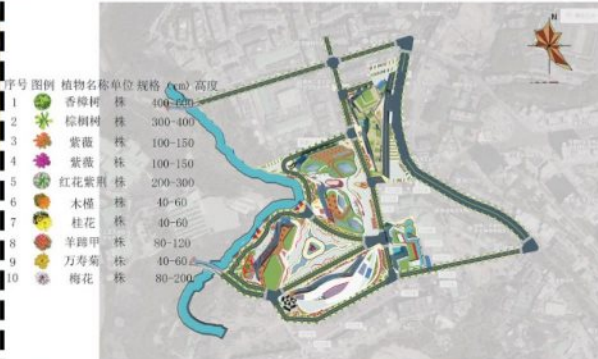 序号 图例 植物名称 单位 规格 (cm) 高度
1 香樟树 株 400-600
2 棕榈树 株 300-400
3 紫薇 株 100-150
4 紫薇 株 100-150
5 红花紫荆 株 200-300
6 木槿 株 40-60
7 桂花 株 40-60
8 羊蹄甲 株 80-120
9 万寿菊 株 40-60
10 梅花 株 80-200
N